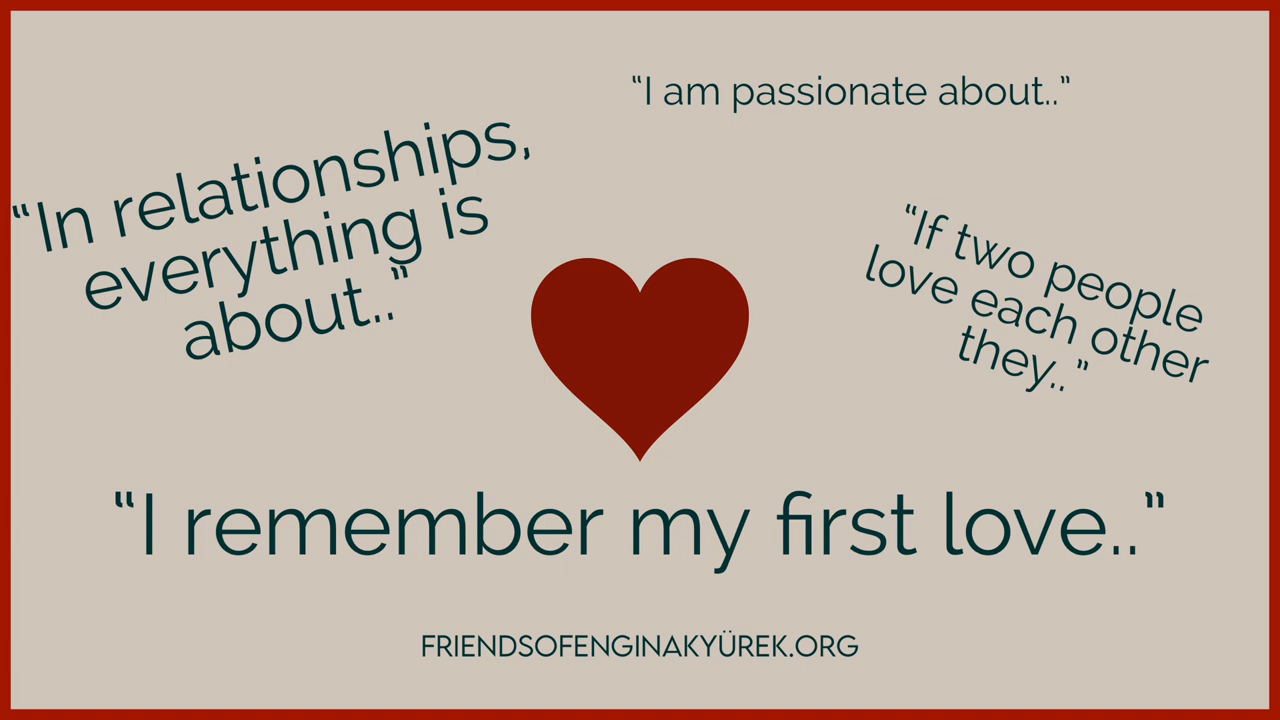 “I am passionate about..”
“In relationships,
everything is
about..”
“If two people
love each other
they..”
“I remember my first love..”
FRIENDSOFENGINAKYÜREK.ORG